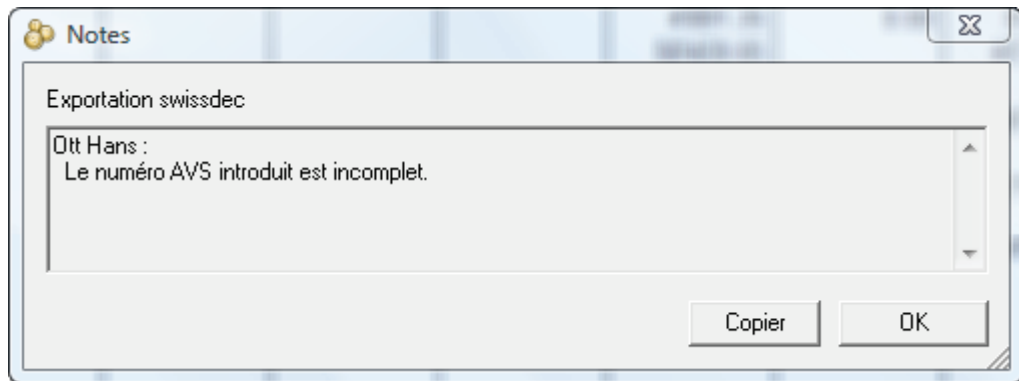 Notes
Exportation swissdec
Ott Hans :
Le numéro AVS introduit est incomplet.
Copier OK